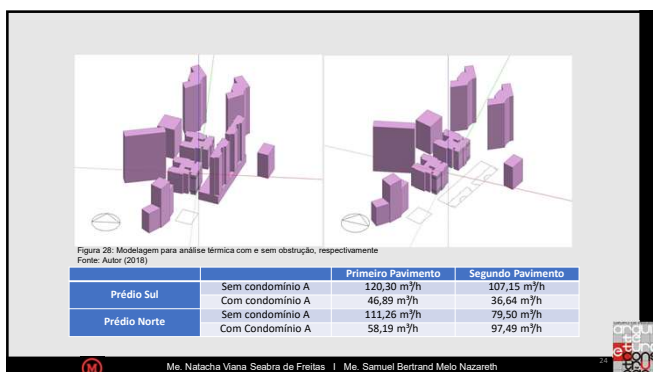 Figura 28: Modelagem para análise térmica com e sem obstrução, respectivamente
Fonte: Autor (2018)
Primeiro Pavimento Segundo Pavimento
Prédio Sul
Sem condomínio A 120,30 m³/h 107,15 m³/h
Com condomínio A 46,89 m³/h 36,64 m³/h
Prédio Norte
Sem condomínio A 111,26 m³/h 79,50 m³/h
Com Condomínio A 58,19 m³/h 97,49 m³/h
24
M
Me. Natacha Viana Seabra de Freitas I Me. Samuel Bertrand Melo Nazareth